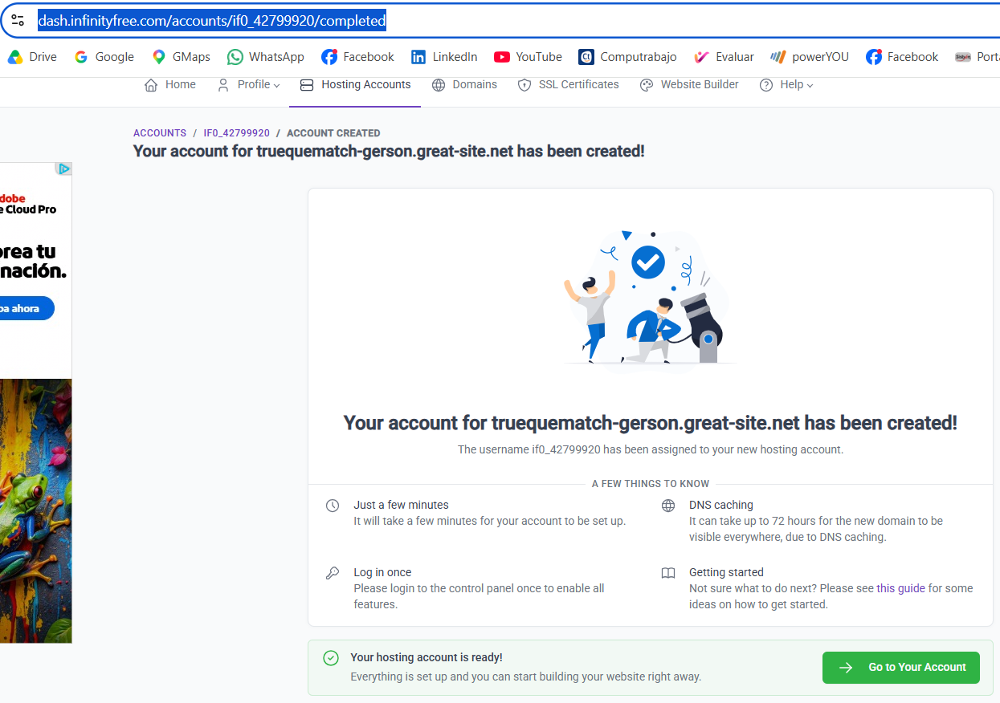 dash.infinityfree.com/accounts/if0_42799920/completed
Drive Google GMaps WhatsApp Facebook LinkedIn YouTube Computrabajo Evaluar powerYOU Facebook Porta
Home Profile Hosting Accounts Domains SSL Certificates Website Builder Help
ACCOUNTS / IF0_42799920 / ACCOUNT CREATED
Your account for truequematch-gerson.great-site.net has been created!
dobe
e Cloud Pro
rea tu
nación.
ba ahora
Your account for truequematch-gerson.great-site.net has been created!
The username if0_42799920 has been assigned to your new hosting account.
A FEW THINGS TO KNOW
Just a few minutes
It will take a few minutes for your account to be set up.
DNS caching
It can take up to 72 hours for the new domain to be
visible everywhere, due to DNS caching.
Log in once
Please login to the control panel once to enable all
features.
Getting started
Not sure what to do next? Please see this guide for some
ideas on how to get started.
Your hosting account is ready!
Everything is set up and you can start building your website right away.
Go to Your Account